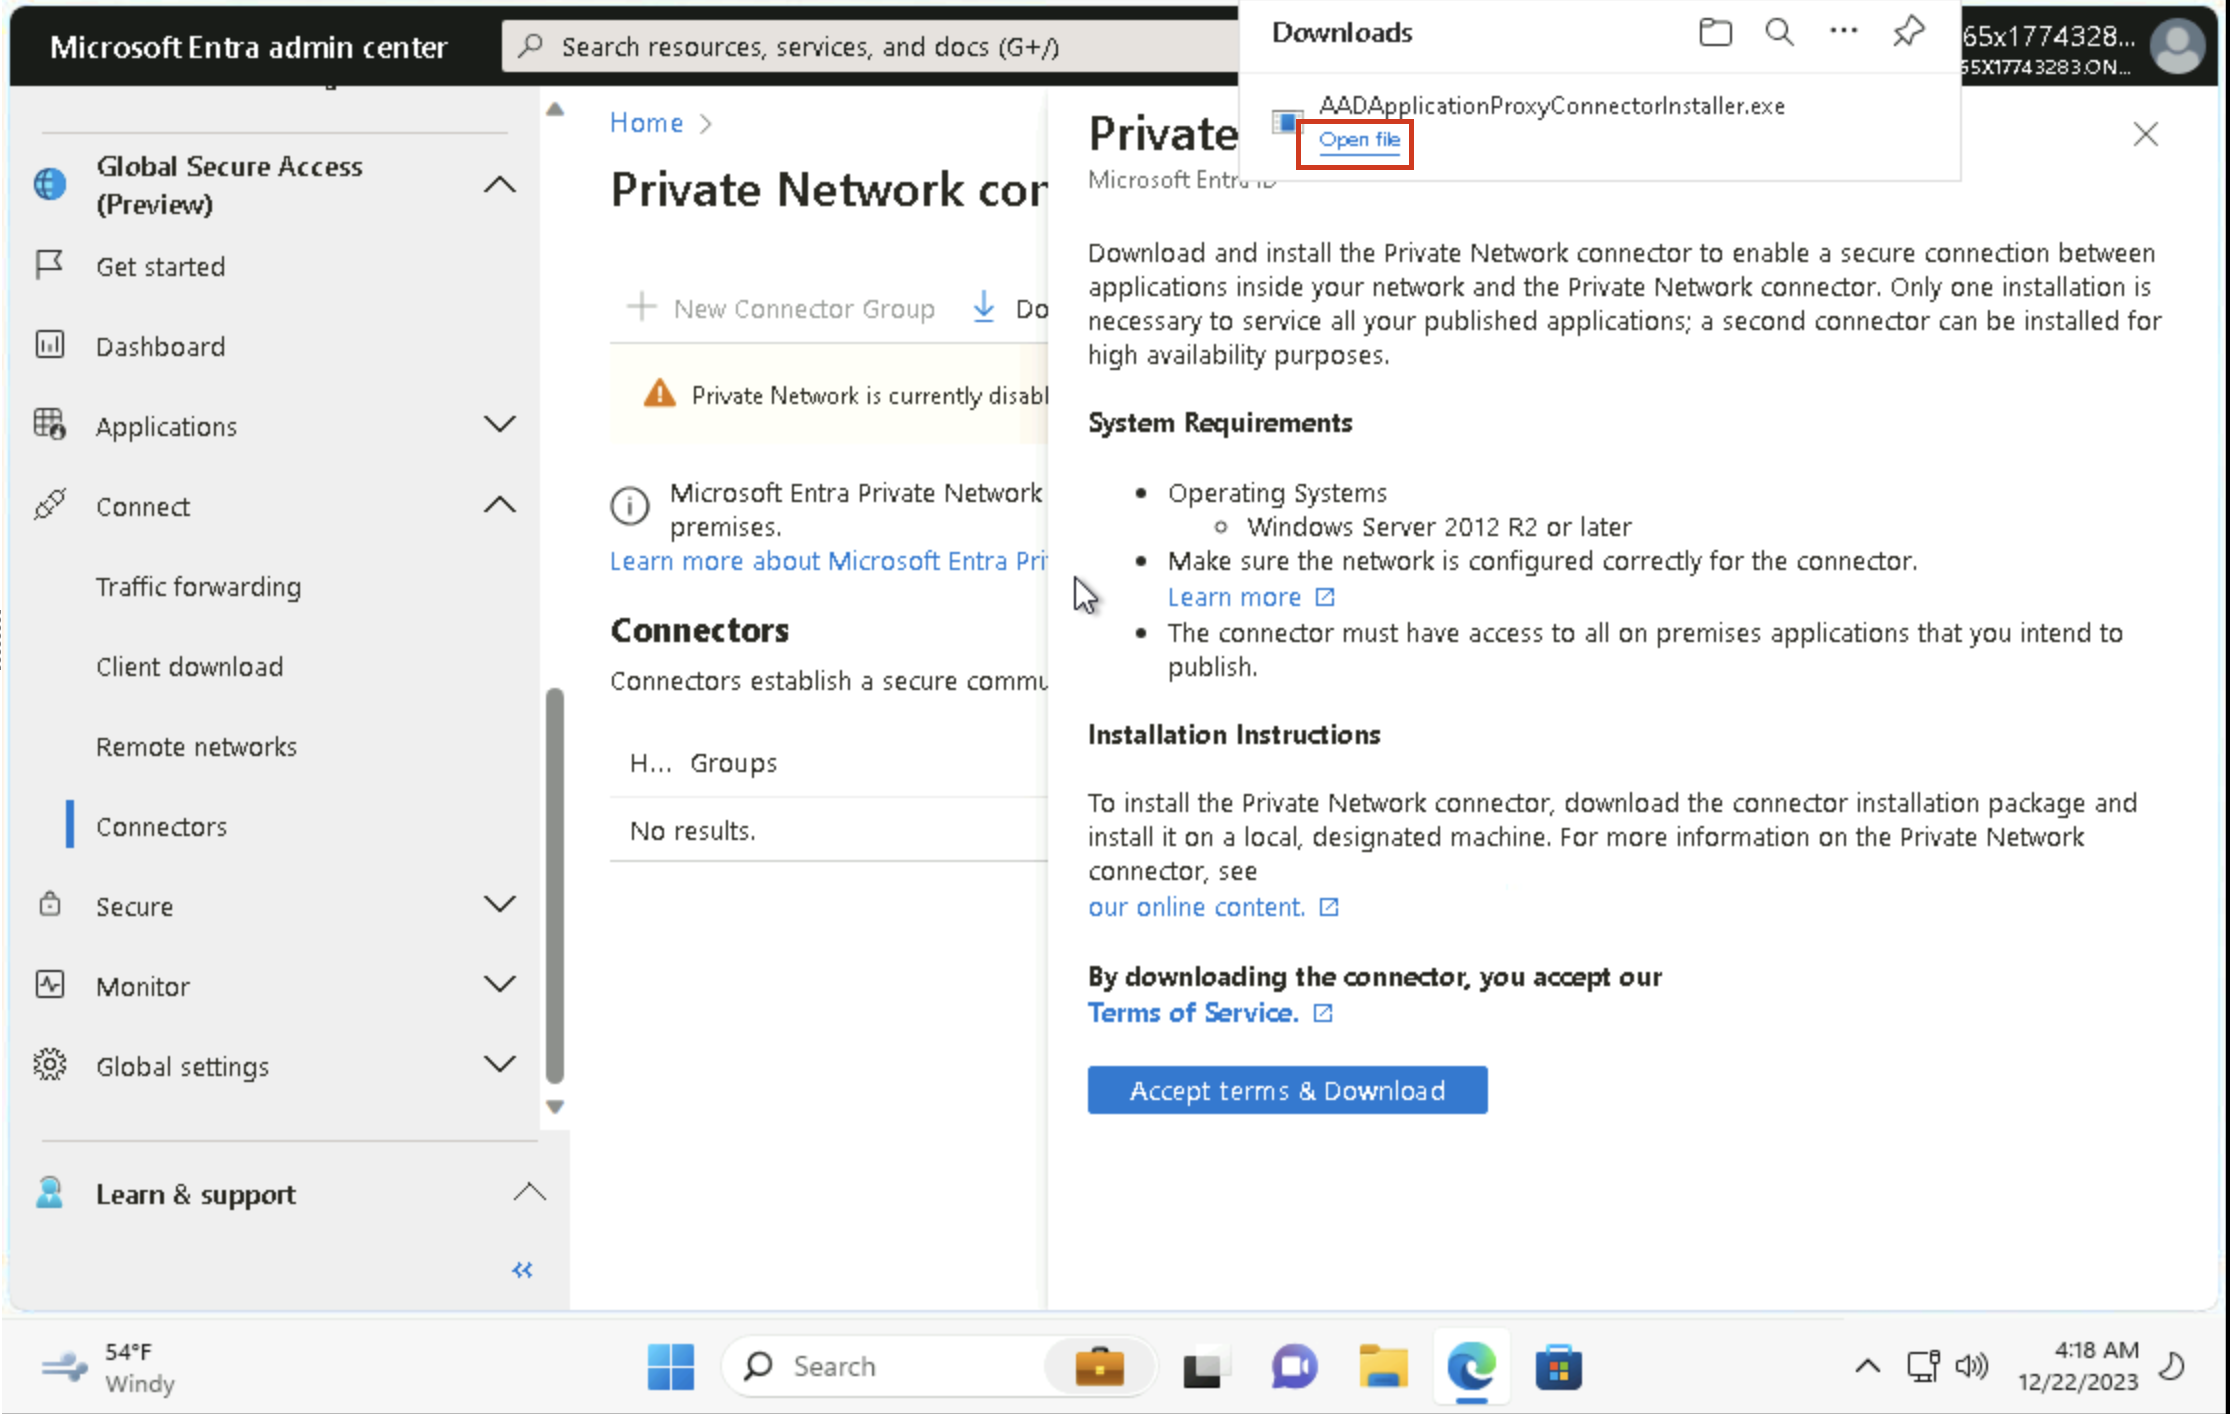 Microsoft Entra admin center
Search resources, services, and docs (G+/)
Downloads
65x1774328...
65X17743283.ON...
AADApplicationProxyConnectorInstaller.exe
Open file
Global Secure Access
(Preview)
Get started
Dashboard
Applications
Connect
Traffic forwarding
Client download
Remote networks
Connectors
Secure
Monitor
Global settings
Learn & support
Home
Private Network con
New Connector Group
Do
Private Network is currently disabl
Microsoft Entra Private Network
premises.
Learn more about Microsoft Entra Pri
Connectors
Connectors establish a secure commu
H... Groups
No results.
Private
Microsoft Entra ID
Download and install the Private Network connector to enable a secure connection between
applications inside your network and the Private Network connector. Only one installation is
necessary to service all your published applications; a second connector can be installed for
high availability purposes.
System Requirements
Operating Systems
Windows Server 2012 R2 or later
Make sure the network is configured correctly for the connector.
Learn more
The connector must have access to all on premises applications that you intend to
publish.
Installation Instructions
To install the Private Network connector, download the connector installation package and
install it on a local, designated machine. For more information on the Private Network
connector, see
our online content.
By downloading the connector, you accept our
Terms of Service.
Accept terms & Download
54°F
Windy
Search
4:18 AM
12/22/2023